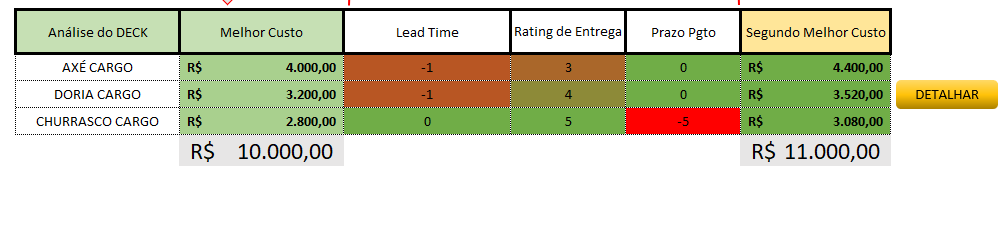 Análise do DECK Melhor Custo Lead Time Rating de Entrega Prazo Pgto Segundo Melhor Custo
AXÉ CARGO R$ 4.000,00 -1 3 0 R$ 4.400,00
DORIA CARGO R$ 3.200,00 -1 4 0 R$ 3.520,00 DETALHAR
CHURRASCO CARGO R$ 2.800,00 0 5 -5 R$ 3.080,00
R$ 10.000,00 R$ 11.000,00